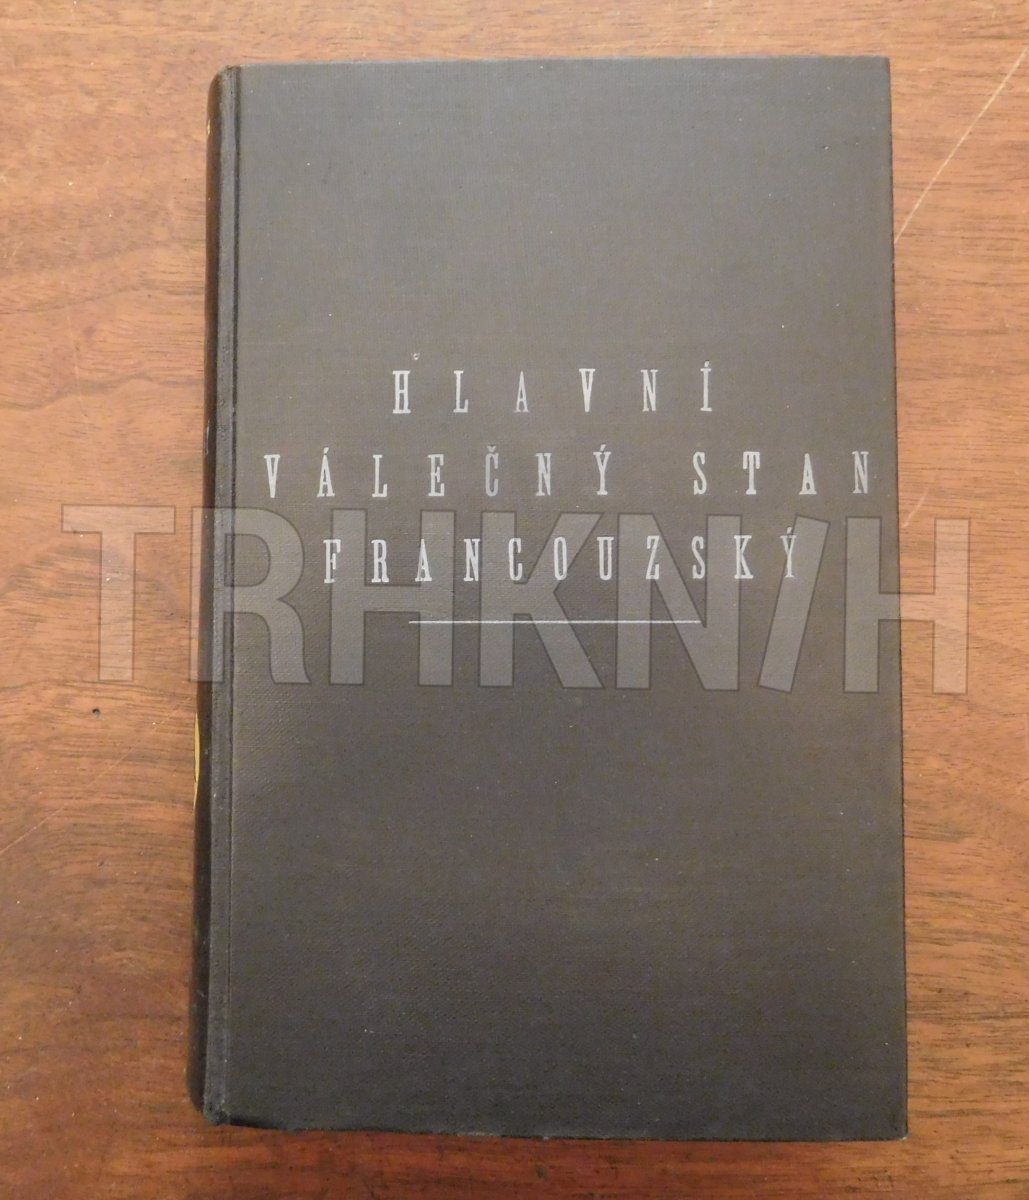 HLAVNÍ
VÁLEČNÝ STAN
FRANCOUZSKÝ
TRHKNIH